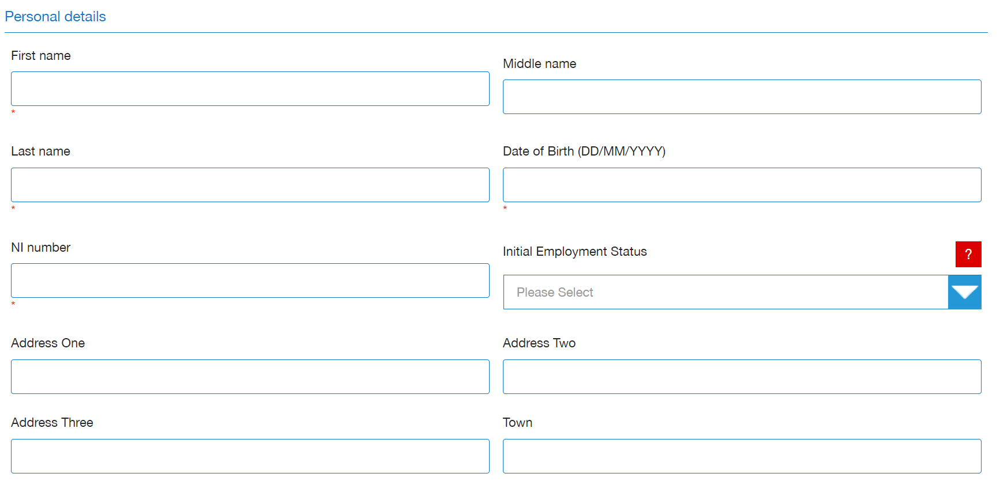 Personal details
First name
Middle name
*
Last name
Date of Birth (DD/MM/YYYY)
*
*
NI number
Initial Employment Status
?
Please Select
*
Address One
Address Two
Address Three
Town